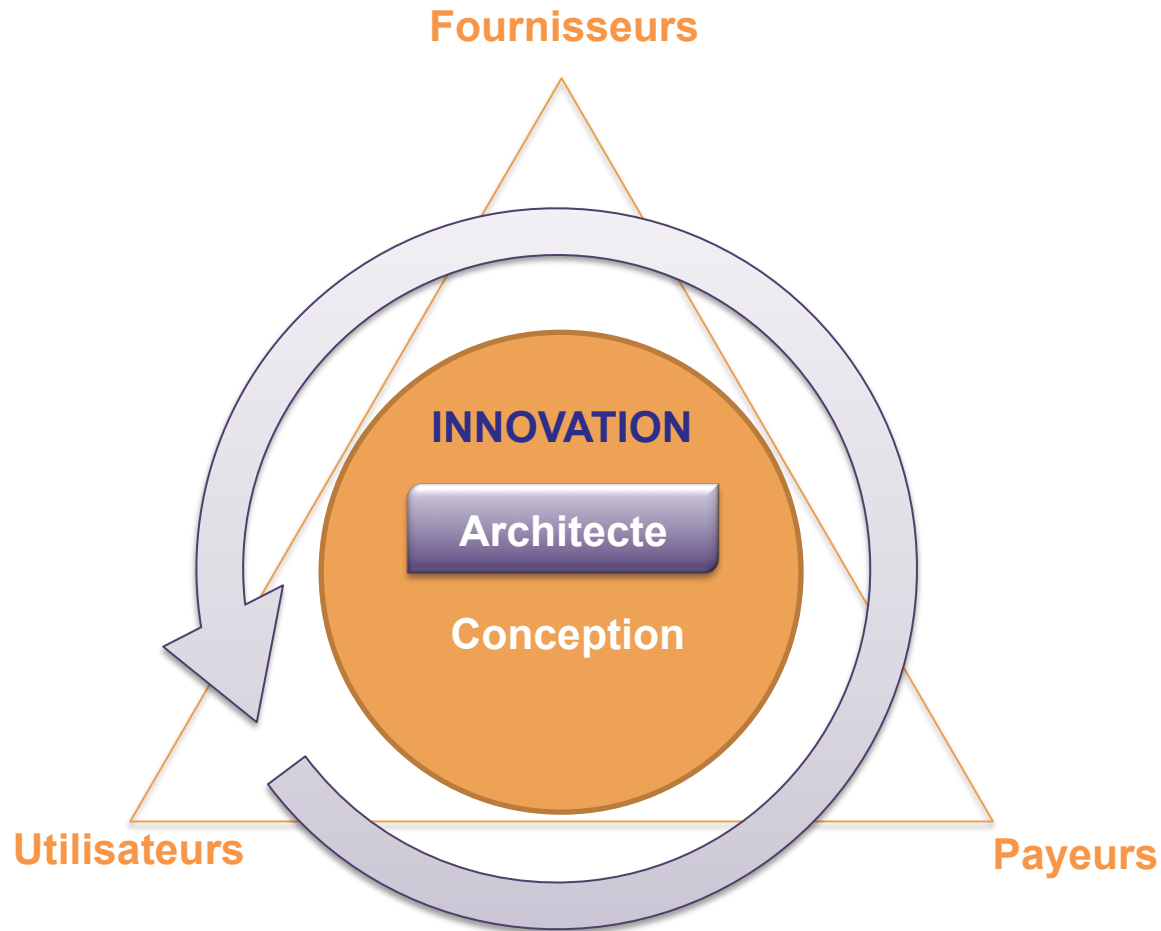 Fournisseurs
INNOVATION
Architecte
Conception
Utilisateurs
Payeurs